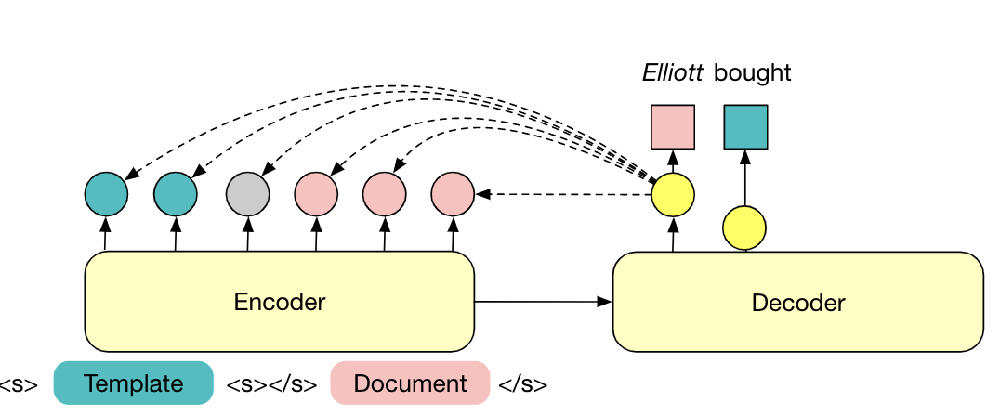 Elliott bought
Encoder
Decoder
<s> Template <s></s> Document </s>